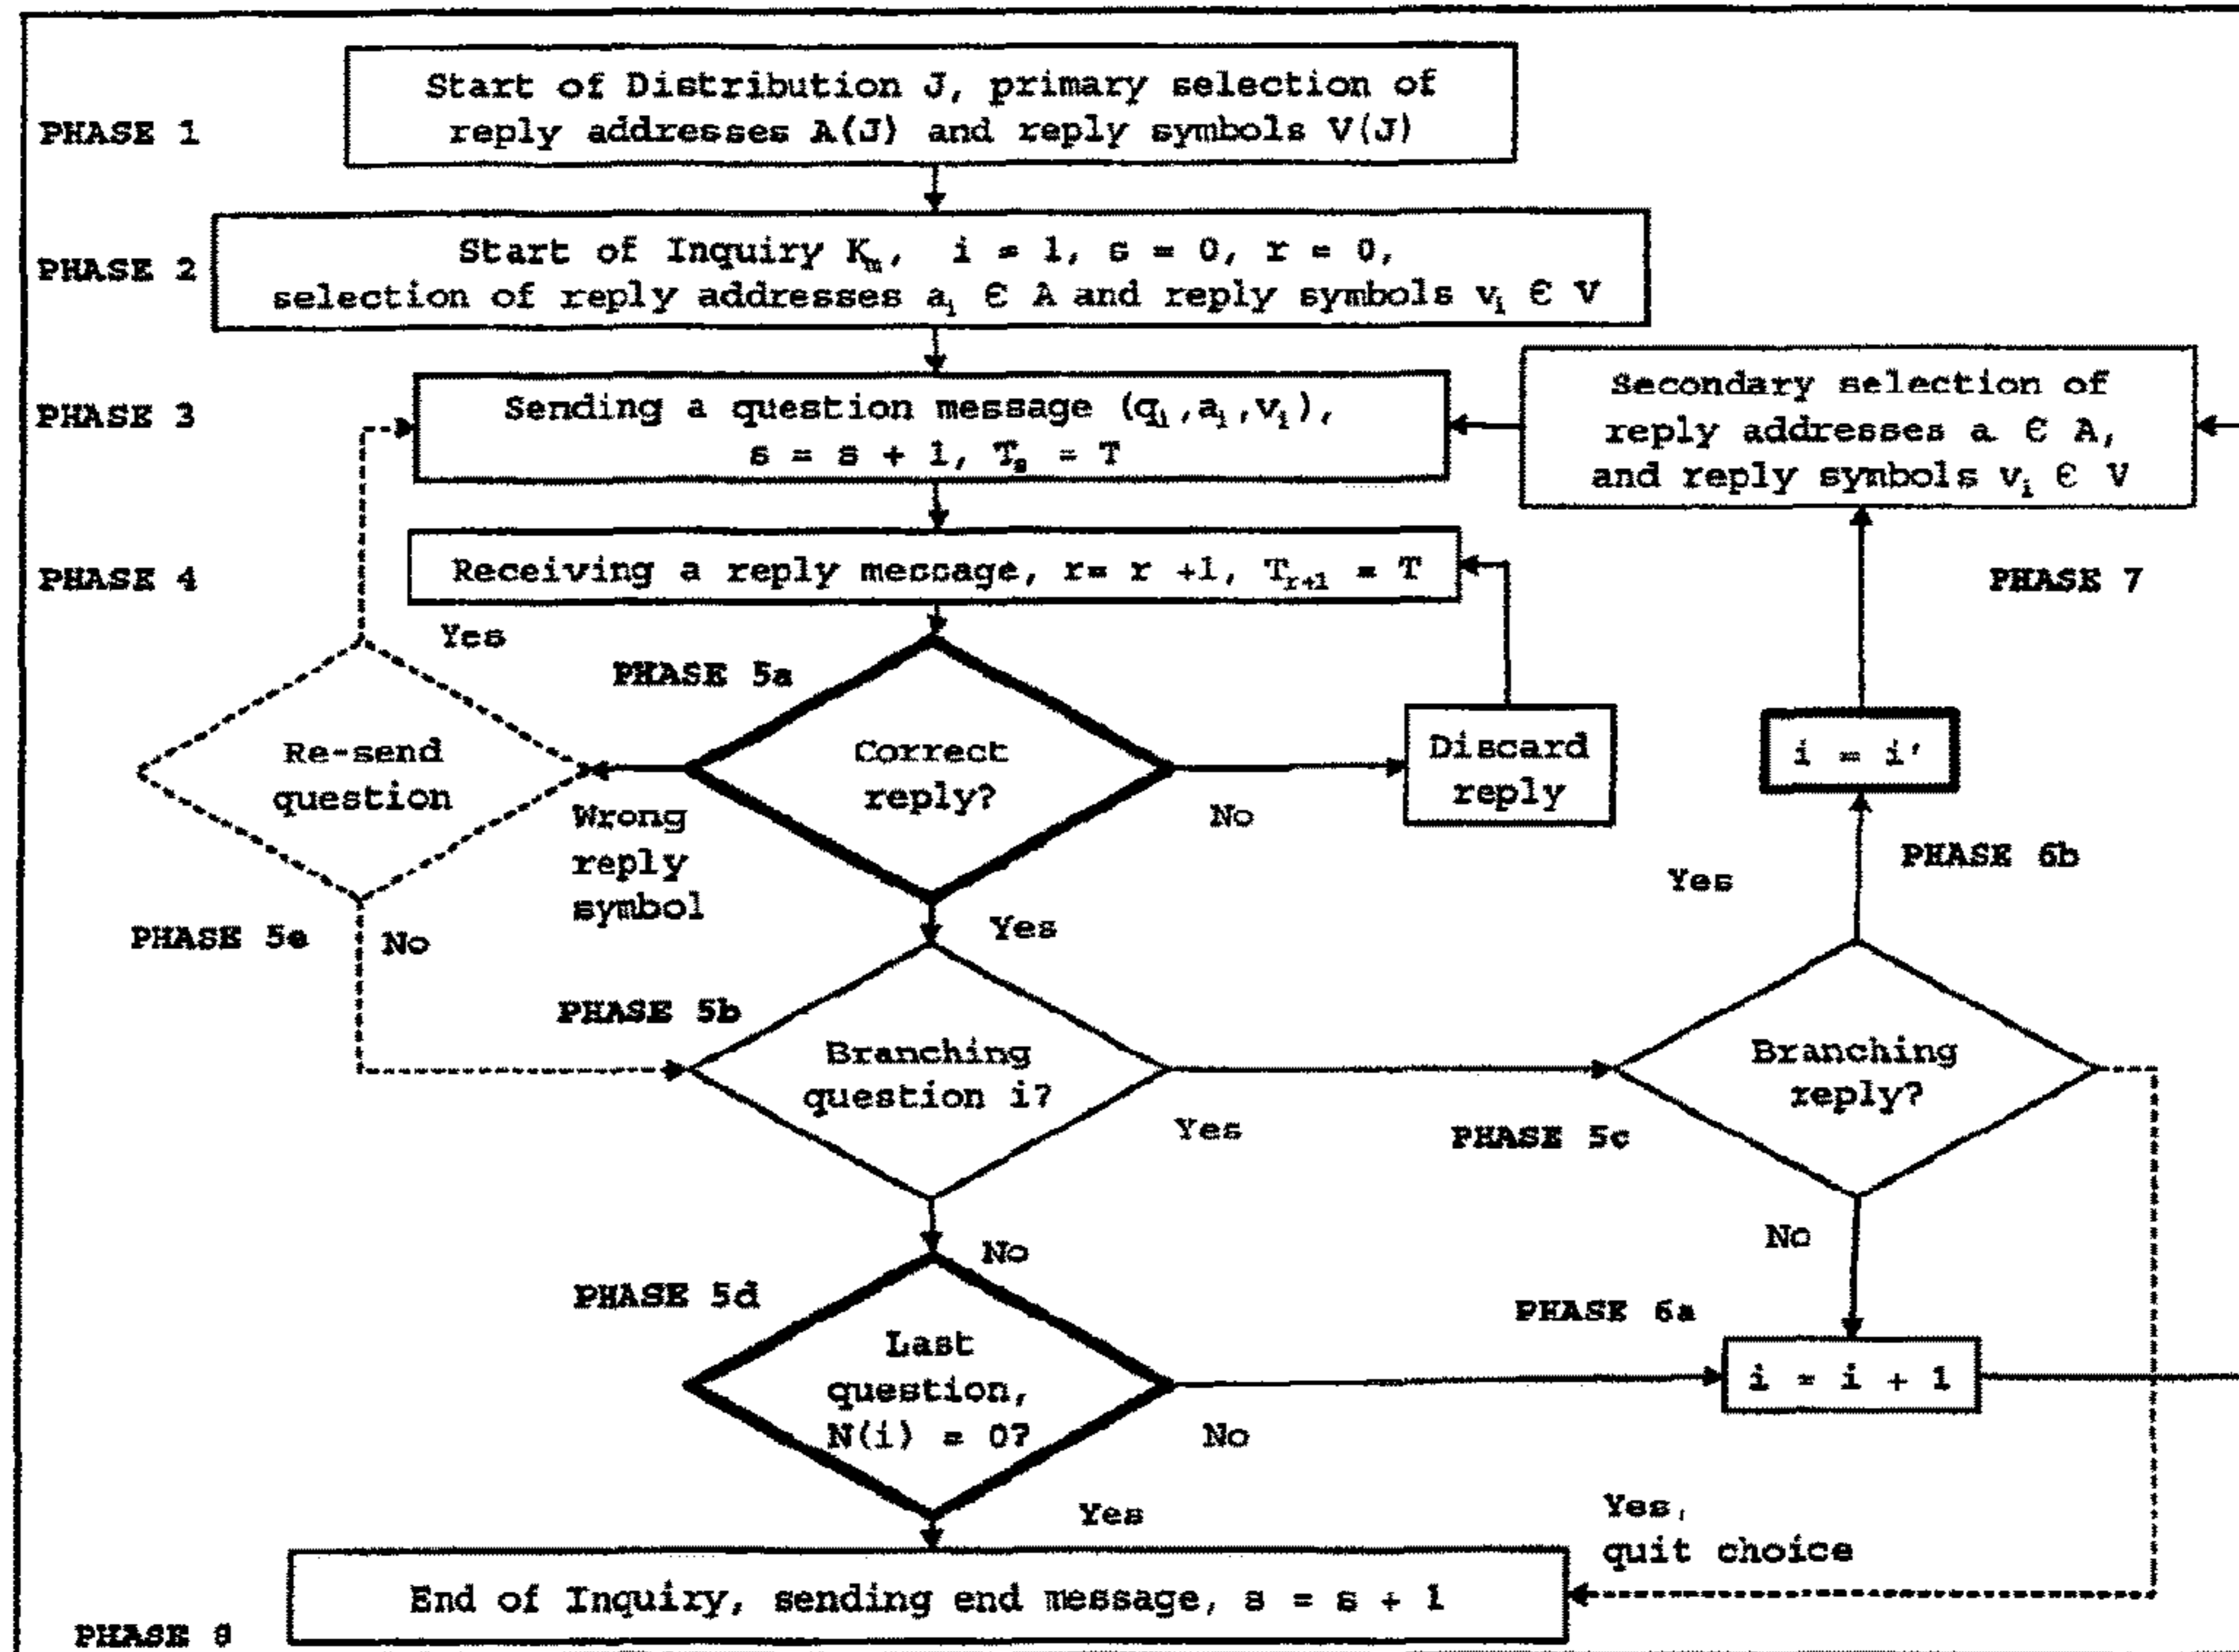 Start of Distribution J, primary selection of
reply addresses A(J) and reply symbols V(J)
PHASE 1
Start of Inquiry Kₘ, i = 1, s = 0, r = 0,
selection of reply addresses aᵢ ∈ A and reply symbols vᵢ ∈ V
PHASE 2
Sending a question message (qᵢ,aᵢ,vᵢ),
s = s + 1, Tₛ = T
PHASE 3
Secondary selection of
reply addresses a ∈ A,
and reply symbols vᵢ ∈ V
PHASE 7
Receiving a reply message, r= r +1, Tᵣ₊₁ = T
PHASE 4
Yes
PHASE 5a
Re-send
question
Correct
reply?
Discard
reply
i = i'
Wrong
reply
symbol
No
PHASE 6b
Yes
PHASE 5e
No
Yes
PHASE 5b
Branching
question i?
Branching
reply?
Yes
PHASE 5c
No
No
PHASE 5d
PHASE 6a
Last
question,
N(i) = 0?
i = i + 1
No
Yes
Yes,
quit choice
End of Inquiry, sending end message, s = s + 1
PHASE 8